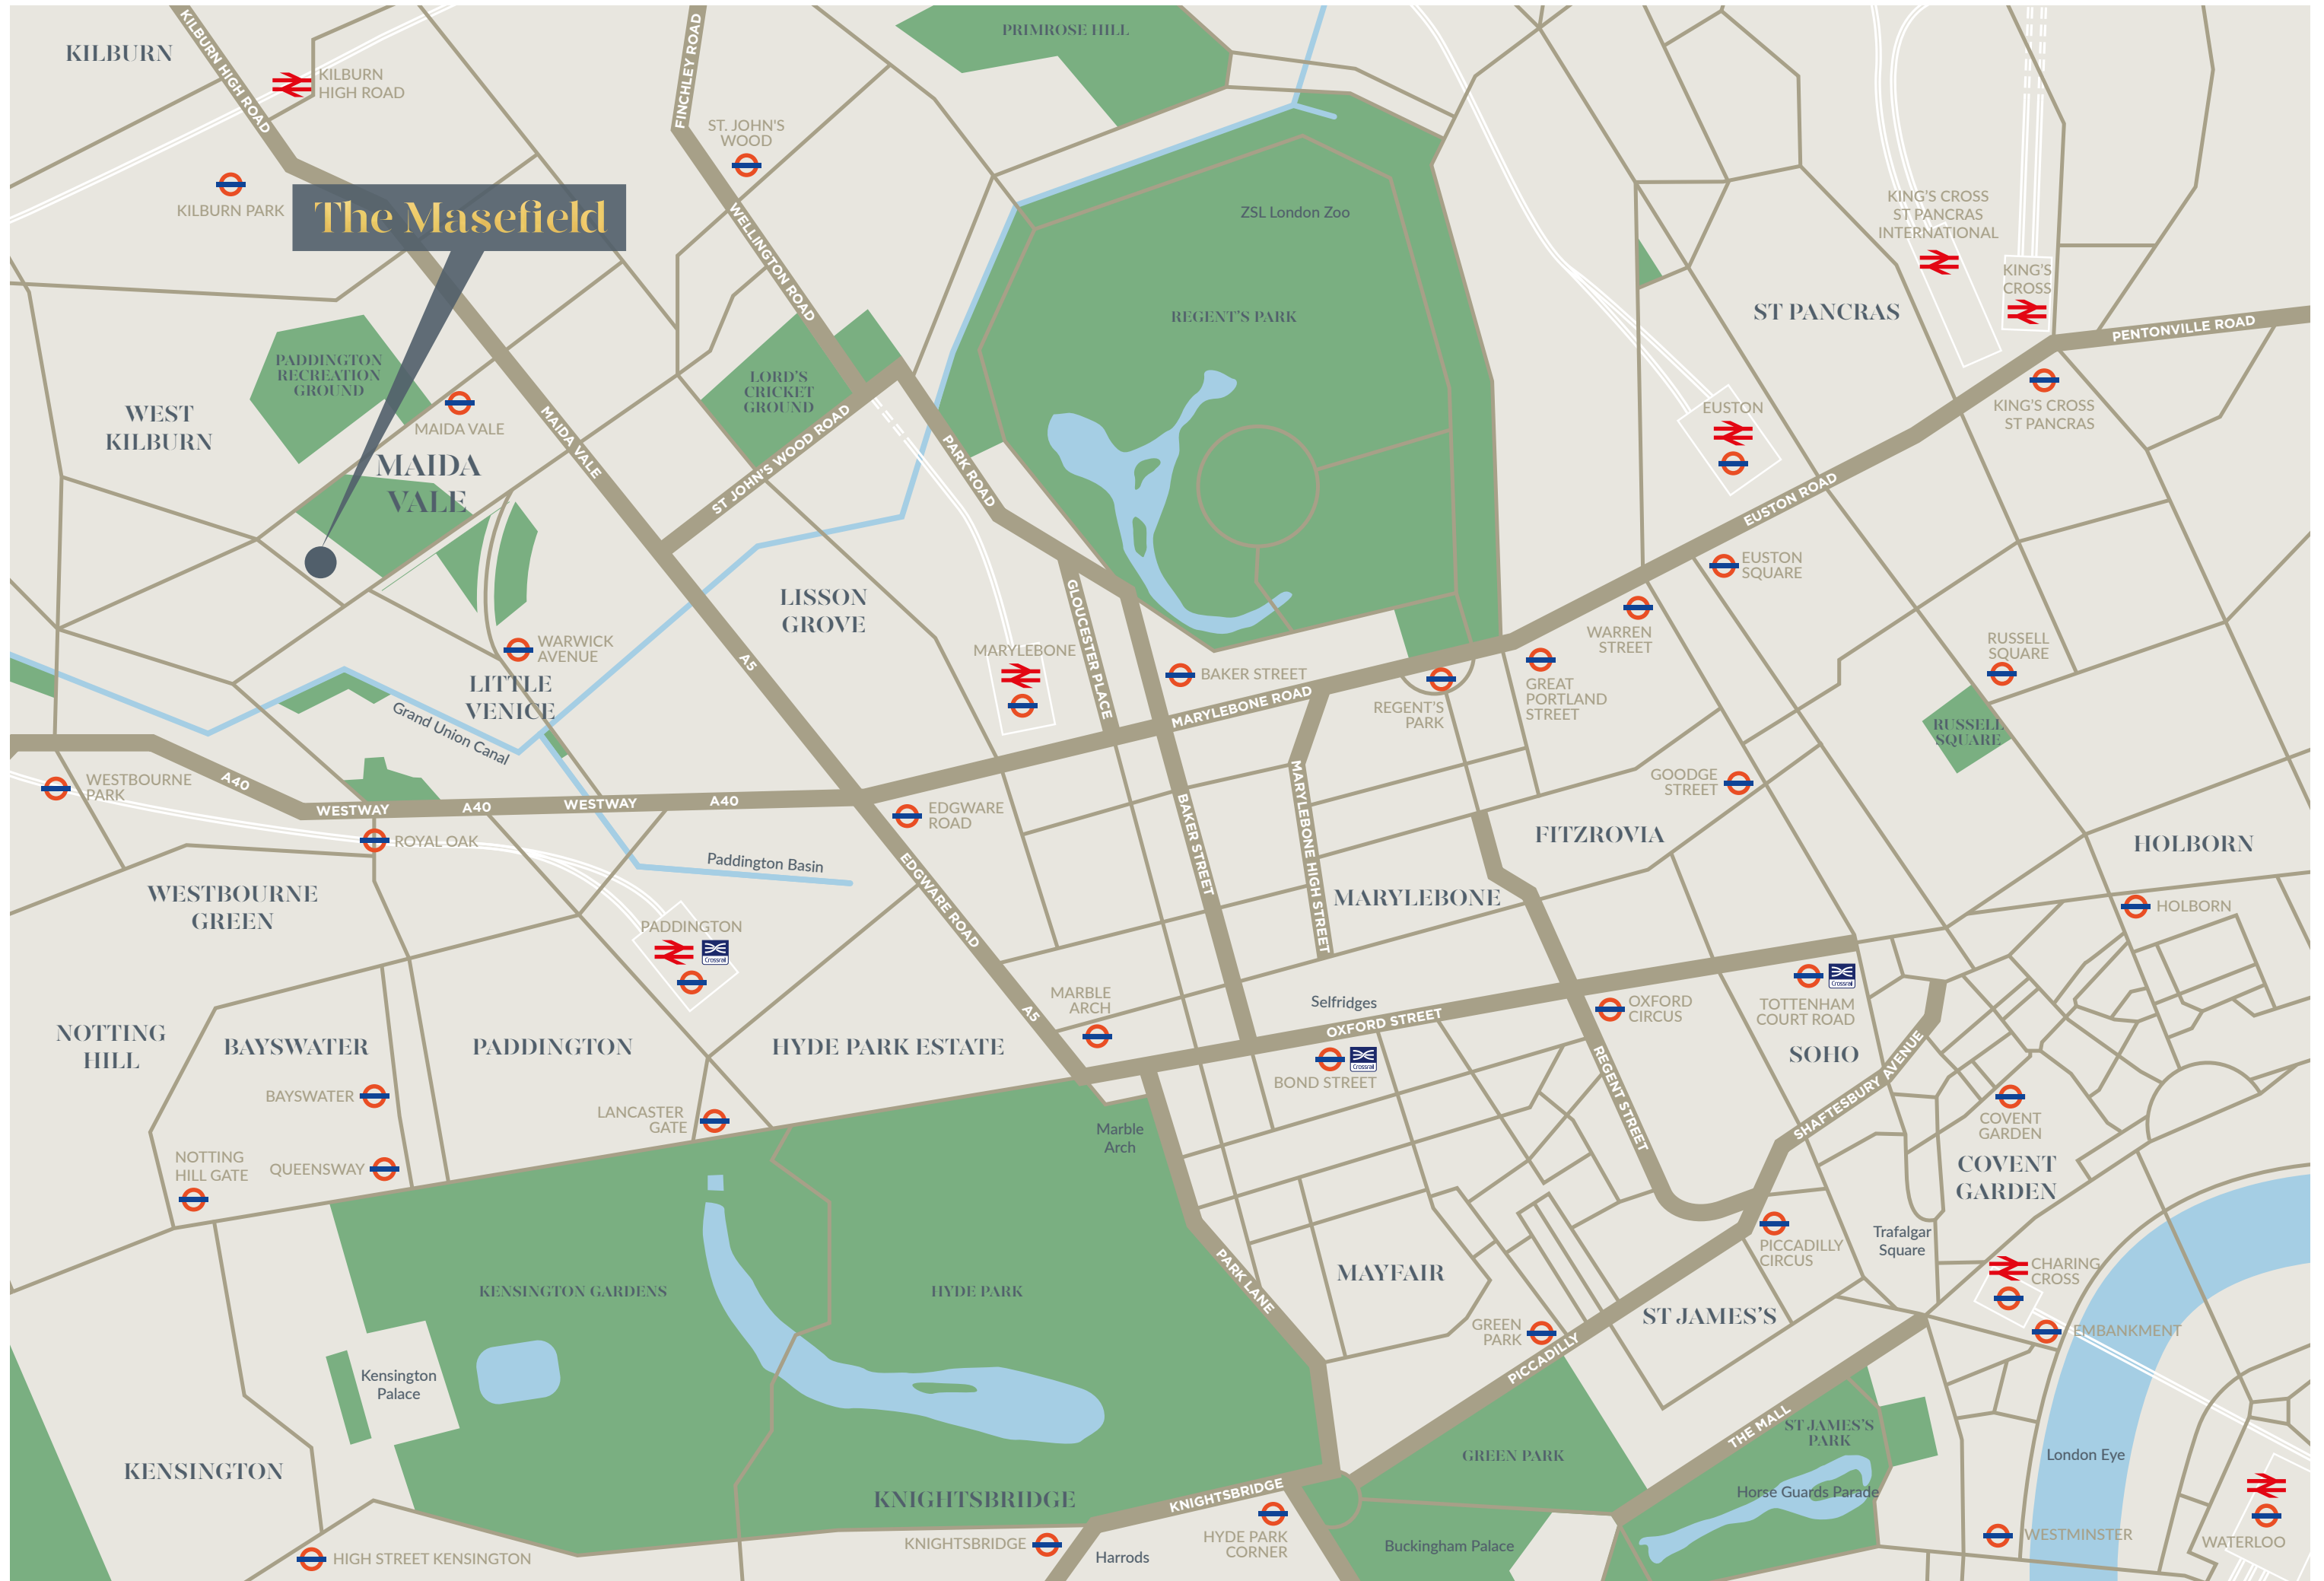 KILBURN
KILBURN HIGH ROAD
KILBURN
HIGH ROAD
KILBURN PARK
The Masefield
FINCHLEY ROAD
ST. JOHN'S
WOOD
WELLINGTON ROAD
PRIMROSE HILL
ZSL London Zoo
REGENT'S PARK
KING'S CROSS
ST PANCRAS
INTERNATIONAL
KING'S
CROSS
ST PANCRAS
PENTONVILLE ROAD
KING'S CROSS
ST PANCRAS
EUSTON
EUSTON ROAD
EUSTON
SQUARE
WARREN
STREET
PADDINGTON
RECREATION
GROUND
WEST
KILBURN
MAIDA VALE
MAIDA
VALE
MAIDA VALE
LORD'S
CRICKET
GROUND
ST JOHN'S WOOD ROAD
PARK ROAD
LISSON
GROVE
GLOUCESTER PLACE
MARYLEBONE
BAKER STREET
MARYLEBONE ROAD
REGENT'S
PARK
GREAT
PORTLAND
STREET
RUSSELL
SQUARE
RUSSELL
SQUARE
WARWICK
AVENUE
LITTLE
VENICE
Grand Union Canal
A5
WESTBOURNE
PARK
A40
WESTWAY
A40
WESTWAY
A40
ROYAL OAK
EDGWARE
ROAD
Paddington Basin
EDGWARE ROAD
BAKER STREET
MARYLEBONE HIGH STREET
GOODGE
STREET
FITZROVIA
HOLBORN
HOLBORN
WESTBOURNE
GREEN
MARYLEBONE
PADDINGTON
Crossrail
NOTTING
HILL
BAYSWATER
PADDINGTON
HYDE PARK ESTATE
A5
MARBLE
ARCH
Selfridges
OXFORD STREET
BOND STREET
Crossrail
OXFORD
CIRCUS
TOTTENHAM
COURT ROAD
Crossrail
SOHO
REGENT STREET
SHAFTESBURY AVENUE
COVENT
GARDEN
COVENT
GARDEN
BAYSWATER
LANCASTER
GATE
Marble
Arch
NOTTING
HILL GATE
QUEENSWAY
KENSINGTON GARDENS
HYDE PARK
PARK LANE
MAYFAIR
PICCADILLY
CIRCUS
Trafalgar
Square
CHARING
CROSS
EMBANKMENT
ST JAMES'S
GREEN
PARK
PICCADILLY
Kensington
Palace
KENSINGTON
KNIGHTSBRIDGE
KNIGHTSBRIDGE
GREEN PARK
THE MALL
ST JAMES'S
PARK
Horse Guards Parade
London Eye
HIGH STREET KENSINGTON
KNIGHTSBRIDGE
Harrods
HYDE PARK
CORNER
Buckingham Palace
WESTMINSTER
WATERLOO